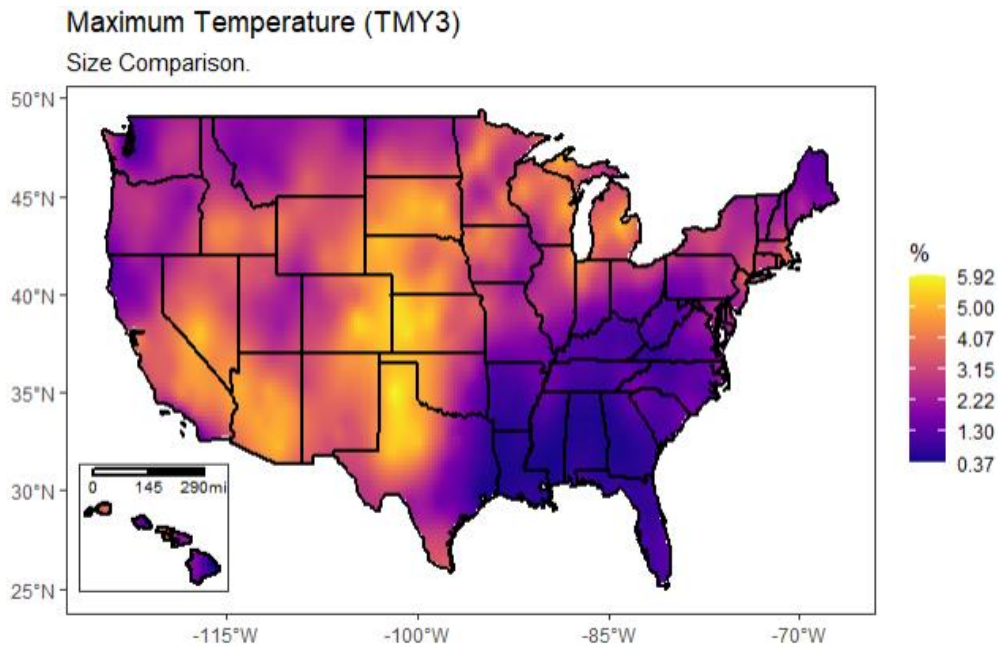 Maximum Temperature (TMY3)
Size Comparison.
50°N
45°N
40°N
35°N
30°N
25°N
%
5.92
5.00
4.07
3.15
2.22
1.30
0.37
0 145 290mi
-115°W -100°W -85°W -70°W